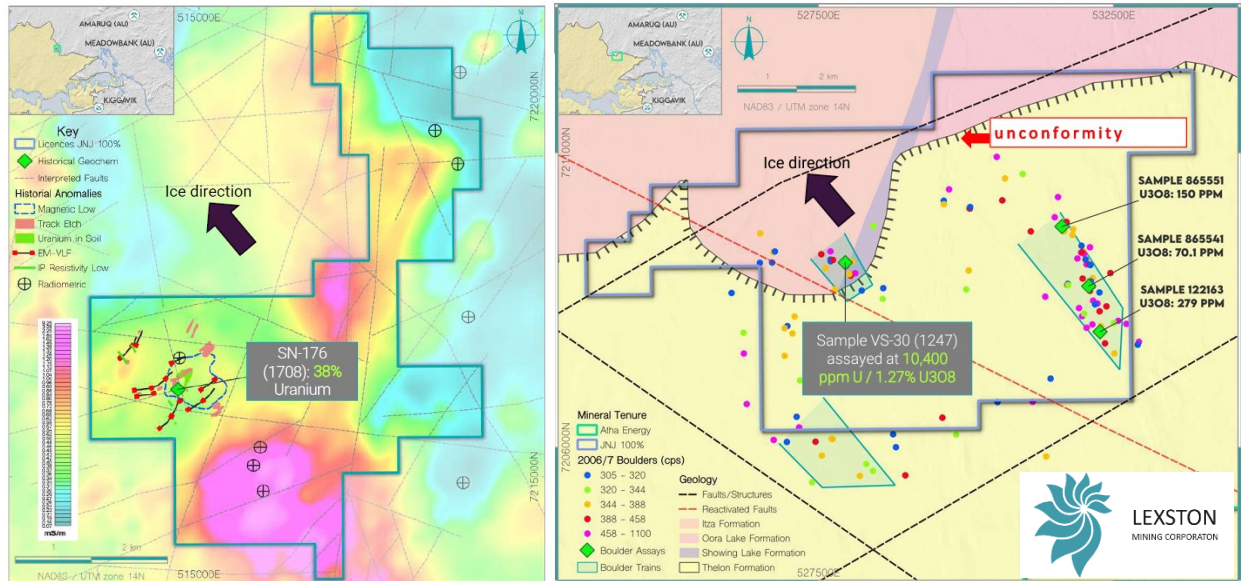 515000E
AMARUQ (AU)
MEADOWBANK (AU)
KIGGAVIK
N
7220000N
Key
Licences JNJ 100%
Historical Geochem
Interpreted Faults
Historical Anomalies
Magnetic Low
Track Etch
Uranium in Soil
EM-VLF
IP Resistivity Low
Radiometric
Ice direction
SN-176
(1708): 38%
Uranium
mS/m
7215000N
1 2 km
NAD83 / UTM zone 14N
515000E
527500E
532500E
AMARUQ (AU)
MEADOWBANK (AU)
KIGGAVIK
N
1 2 km
NAD83 / UTM zone 14N
7211000N
unconformity
Ice direction
SAMPLE 865551
U3O8: 150 PPM
SAMPLE 865541
U3O8: 70.1 PPM
SAMPLE 122163
U3O8: 279 PPM
Sample VS-30 (1247)
assayed at 10,400
ppm U / 1.27% U3O8
7206000N
Mineral Tenure
Atha Energy
JNJ 100%
2006/7 Boulders (cps)
305 - 320
320 - 344
344 - 388
388 - 458
458 - 1100
Boulder Assays
Boulder Trains
Geology
Faults/Structures
Reactivated Faults
Itza Formation
Oora Lake Formation
Showing Lake Formation
Thelon Formation
527500E
LEXSTON
MINING CORPORATON